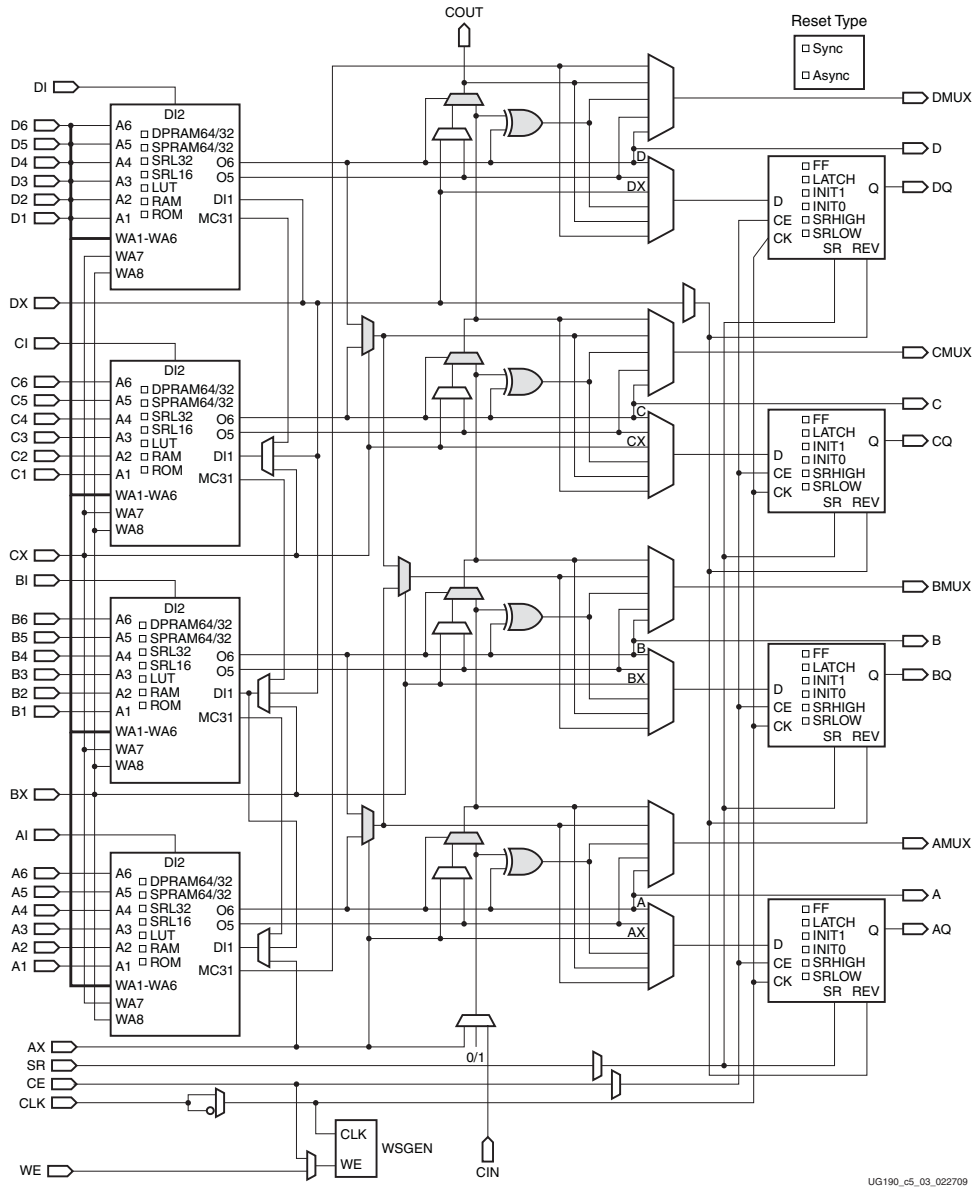 COUT
Reset Type
Sync
Async
DI
DI2
D6
D5
D4
D3
D2
D1
A6
A5
A4
A3
A2
A1
WA1-WA6
WA7
WA8
DPRAM64/32
SPRAM64/32
SRL32
SRL16
LUT
RAM
ROM
O6
O5
DI1
MC31
D
DX
DMUX
D
D
CE
CK
FF
LATCH
INIT1
INIT0
SRHIGH
SRLOW
SR REV
Q
DQ
DX
CI
DI2
C6
C5
C4
C3
C2
C1
A6
A5
A4
A3
A2
A1
WA1-WA6
WA7
WA8
DPRAM64/32
SPRAM64/32
SRL32
SRL16
LUT
RAM
ROM
O6
O5
DI1
MC31
C
CX
CMUX
C
D
CE
CK
FF
LATCH
INIT1
INIT0
SRHIGH
SRLOW
SR REV
Q
CQ
CX
BI
DI2
B6
B5
B4
B3
B2
B1
A6
A5
A4
A3
A2
A1
WA1-WA6
WA7
WA8
DPRAM64/32
SPRAM64/32
SRL32
SRL16
LUT
RAM
ROM
O6
O5
DI1
MC31
B
BX
BMUX
B
D
CE
CK
FF
LATCH
INIT1
INIT0
SRHIGH
SRLOW
SR REV
Q
BQ
BX
AI
DI2
A6
A5
A4
A3
A2
A1
A6
A5
A4
A3
A2
A1
WA1-WA6
WA7
WA8
DPRAM64/32
SPRAM64/32
SRL32
SRL16
LUT
RAM
ROM
O6
O5
DI1
MC31
A
AX
AMUX
A
D
CE
CK
FF
LATCH
INIT1
INIT0
SRHIGH
SRLOW
SR REV
Q
AQ
AX
0/1
SR
CE
CLK
CLK
WE
WSGEN
WE
CIN
UG190_c5_03_022709